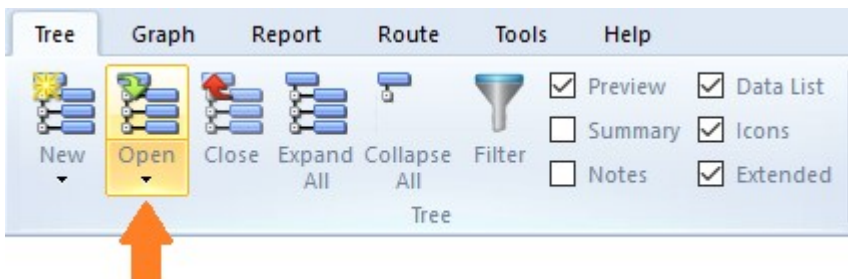 Tree Graph Report Route Tools Help
New Open Close Expand All Collapse All Filter
Preview Data List
Summary Icons
Notes Extended
Tree